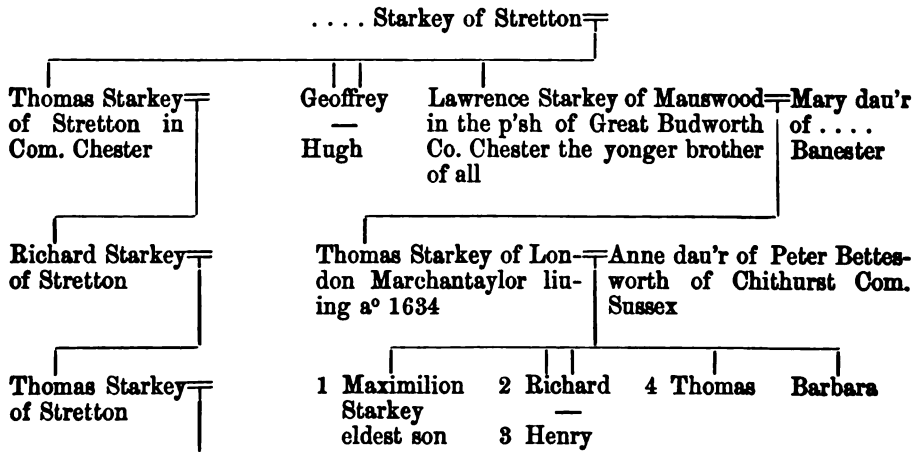 . . . . Starkey of Stretton
Thomas Starkey
of Stretton in
Com. Chester
Geoffrey
—
Hugh
Lawrence Starkey of Mauswood
in the p'sh of Great Budworth
Co. Chester the yonger brother
of all
Mary dau'r
of . . . .
Banester
Richard Starkey
of Stretton
Thomas Starkey of Lon-
don Marchantaylor liu-
ing aº 1634
Anne dau'r of Peter Bettes-
worth of Chithurst Com.
Sussex
Thomas Starkey
of Stretton
1 Maximilion
Starkey
eldest son
2 Richard
—
3 Henry
4 Thomas
Barbara